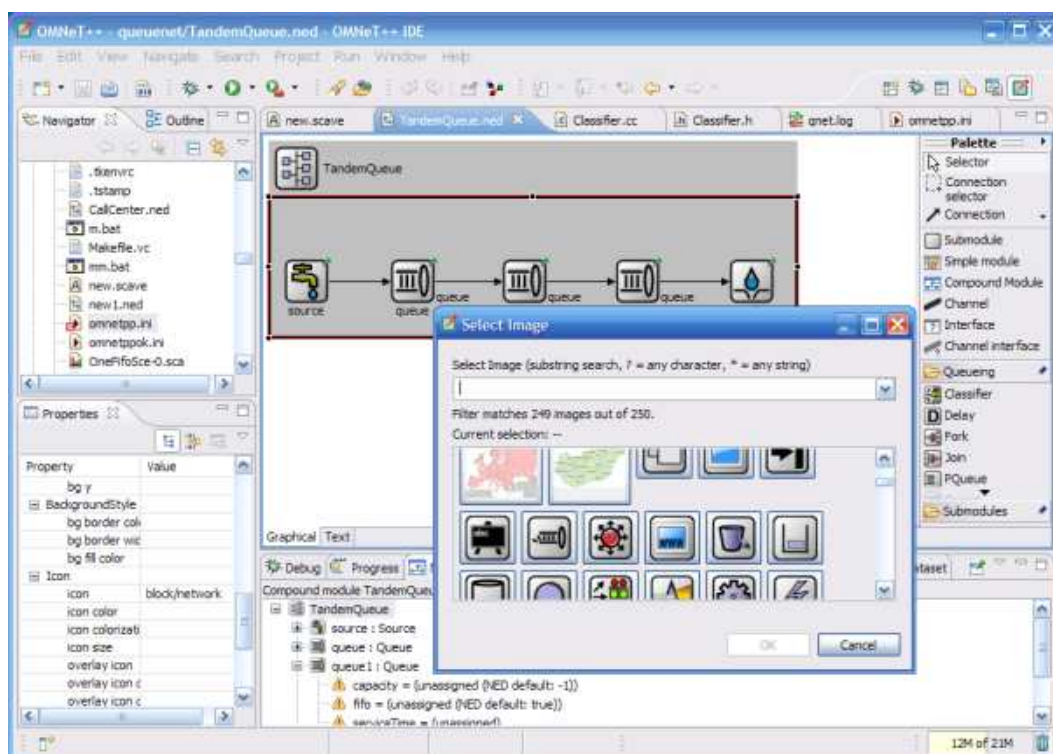 OMNeT++ - queuenet/TandemQueue.ned - OMNeT++ IDE
File Edit View Navigate Search Project Run Window Help
Navigator
Outline
new.scave
TandemQueue.ned
Classifier.cc
Classifier.h
qnet.log
omnetpp.ini
.tkenvrc
.tstamp
CallCenter.ned
m.bat
Makefile.vc
mm.bat
new.scave
new1.ned
omnetpp.ini
omnetppok.ini
OneFifoSce-0.sca
TandemQueue
source
queue
queue
queue
queue
Palette
Selector
Connection selector
Connection
Submodule
Simple module
Compound Module
Channel
Interface
Channel interface
Queueing
Classifier
Delay
Fork
Join
PQueue
Submodules
Properties
Property Value
bg y
BackgroundStyle
bg border col
bg border wid
bg fill color
Icon
icon block/network
icon color
icon colorizati
icon size
overlay icon
overlay icon c
overlay icon c
Select Image
Select Image (substring search, ? = any character, * = any string)
Filter matches 249 images out of 250.
Current selection: --
www
OK
Cancel
Graphical Text
Debug
Progress
ataset
Compound module TandemQueu
TandemQueue
source : Source
queue : Queue
queue1 : Queue
capacity = (unassigned (NED default: -1))
fifo = (unassigned (NED default: true))
serviceTime = (unassigned)
12M of 21M